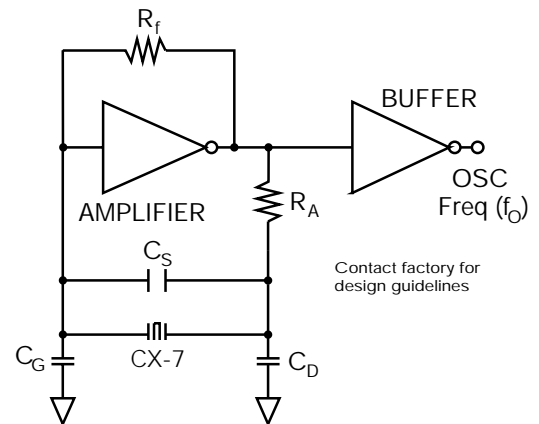 R_f
BUFFER
AMPLIFIER
R_A
OSC
Freq (f_O)
C_S
Contact factory for
design guidelines
C_G
CX-7
C_D